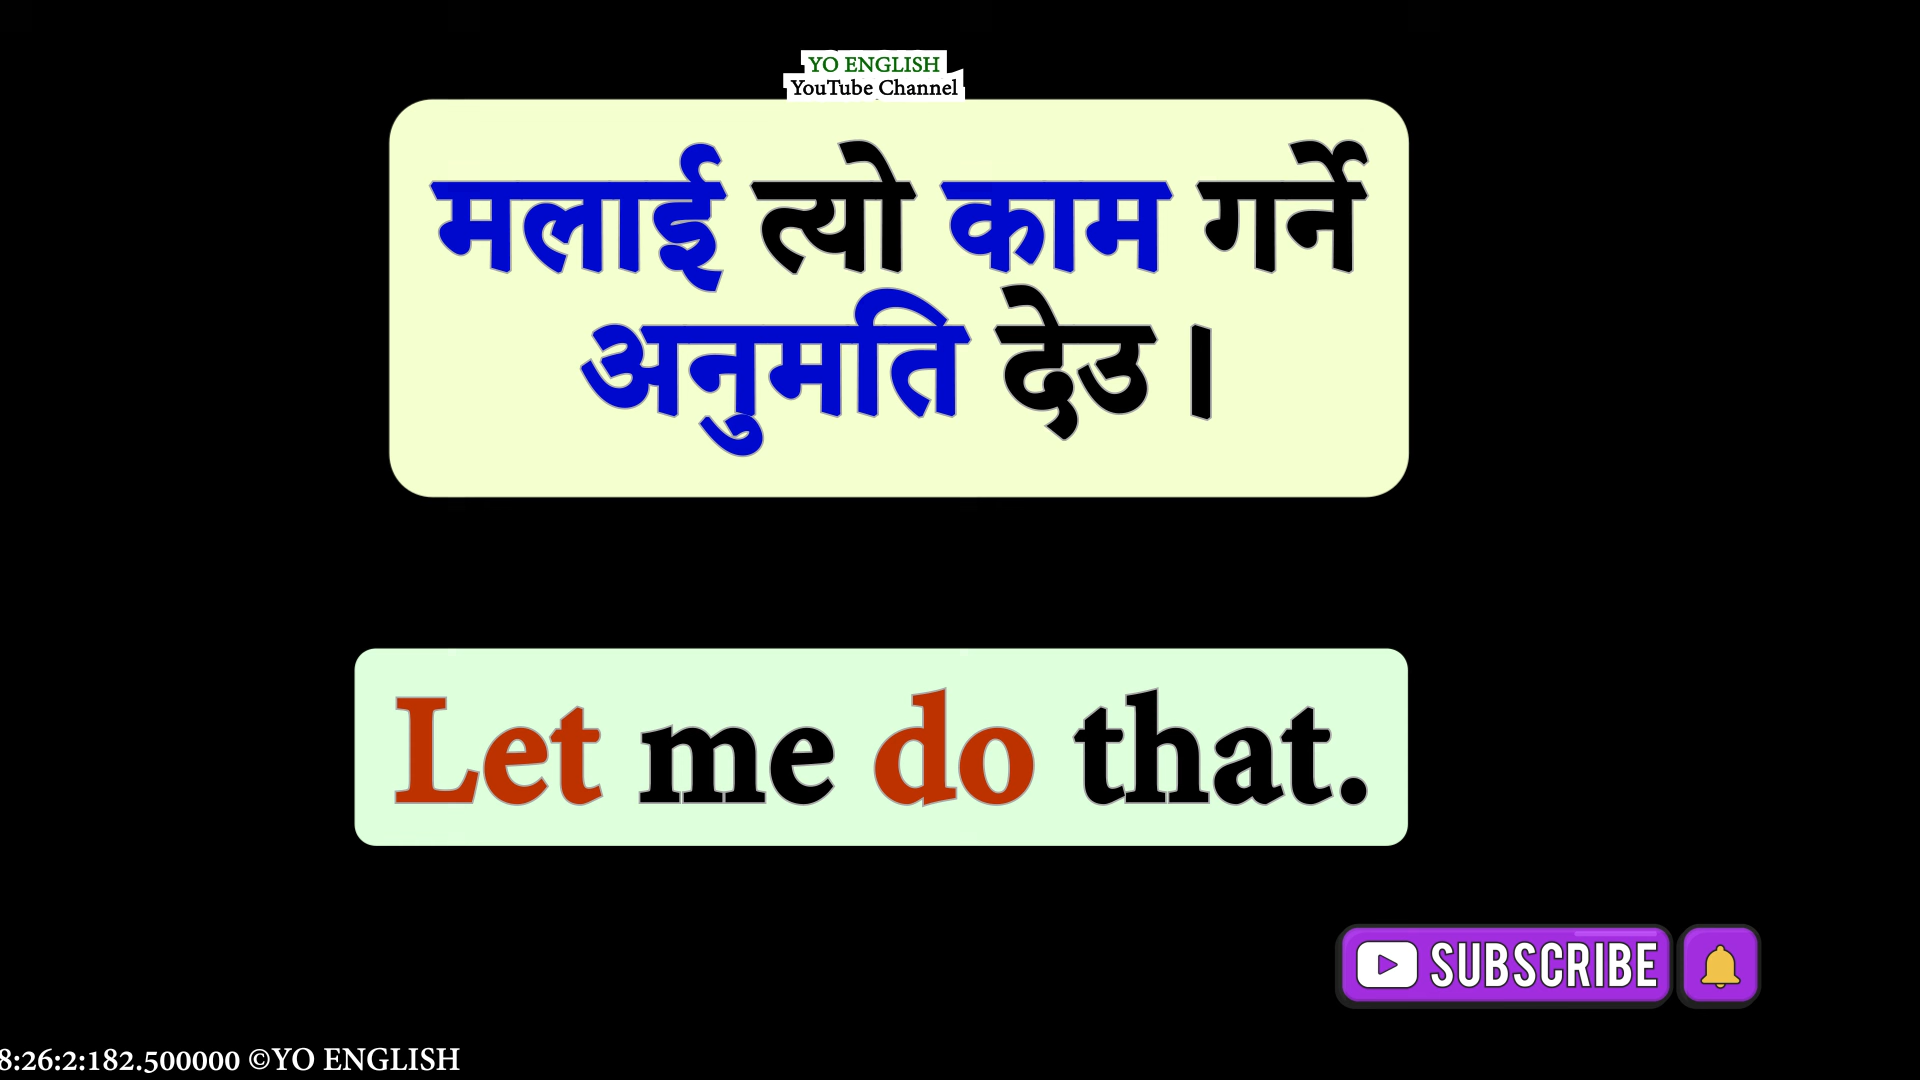 YO ENGLISH
YouTube Channel
मलाई त्यो काम गर्ने
अनुमति देउ ।
Let me do that.
SUBSCRIBE
8:26:2:182.500000 ©YO ENGLISH